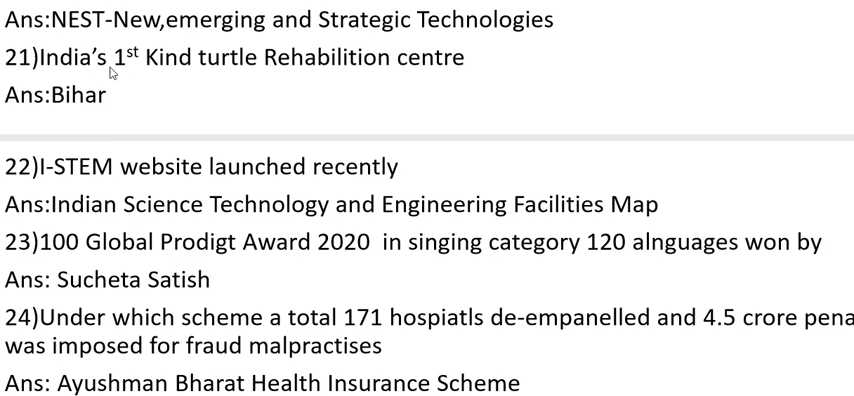 Ans:NEST-New,emerging and Strategic Technologies
21)India’s 1st Kind turtle Rehabilition centre
Ans:Bihar
22)I-STEM website launched recently
Ans:Indian Science Technology and Engineering Facilities Map
23)100 Global Prodigt Award 2020 in singing category 120 alnguages won by
Ans: Sucheta Satish
24)Under which scheme a total 171 hospiatls de-empanelled and 4.5 crore pena
was imposed for fraud malpractises
Ans: Ayushman Bharat Health Insurance Scheme